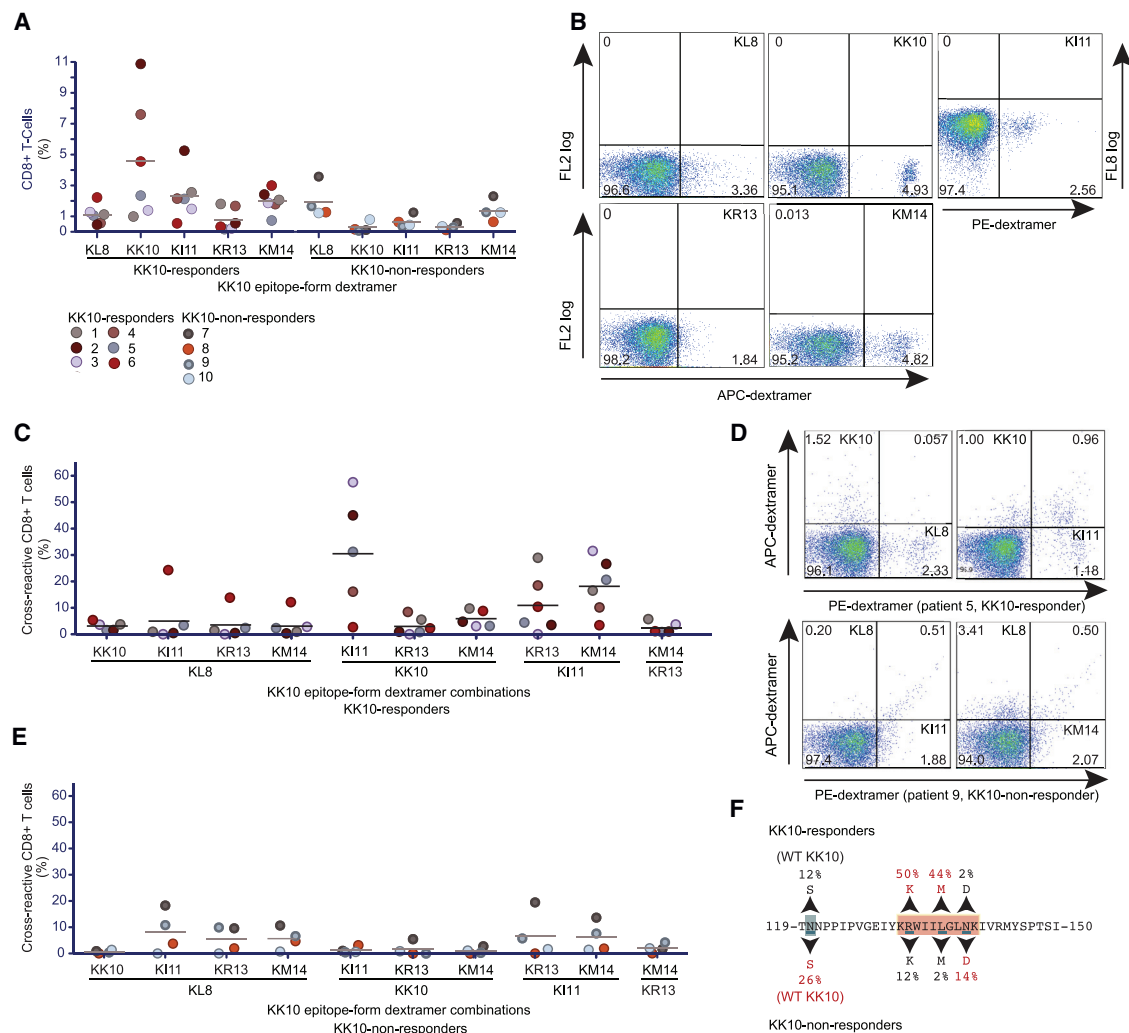 A
11
9
7
5
3
2
1
0
CD8+ T-Cells
(%)
KL8 KK10 KI11 KR13 KM14 KL8 KK10 KI11 KR13 KM14
KK10-responders KK10-non-responders
KK10 epitope-form dextramer
KK10-responders KK10-non-responders
1 4 7
2 5 8
3 6 9
10
B
0 KL8
96.6 3.36
0 KK10
95.1 4.93
0 KI11
97.4 2.56
FL2 log
FL8 log
PE-dextramer
KR13
98.2 1.84
0.013 KM14
95.2 4.82
FL2 log
APC-dextramer
C
60
50
40
30
20
10
0
Cross-reactive CD8+ T cells
(%)
KK10 KI11 KR13 KM14 KI11 KR13 KM14 KR13 KM14 KM14
KL8 KK10 KI11 KR13
KK10 epitope-form dextramer combinations
KK10-responders
D
1.52 KK10 0.057
KL8
96.1 2.33
1.00 KK10 0.96
KI11
1.18
APC-dextramer
PE-dextramer (patient 5, KK10-responder)
0.20 KL8 0.51
KI11
97.4 1.88
3.41 KL8 0.50
KM14
94.0 2.07
APC-dextramer
PE-dextramer (patient 9, KK10-non-responder)
E
60
50
40
30
20
10
0
Cross-reactive CD8+ T cells
(%)
KK10 KI11 KR13 KM14 KI11 KR13 KM14 KR13 KM14 KM14
KL8 KK10 KI11 KR13
KK10 epitope-form dextramer combinations
KK10-non-responders
F
KK10-responders
(WT KK10)
12% 50% 44% 2%
S K M D
119-TNNPPIPVGEIYKRWIILGLNKIVRMYSPTSI-150
S K M D
26% 12% 2% 14%
(WT KK10)
KK10-non-responders